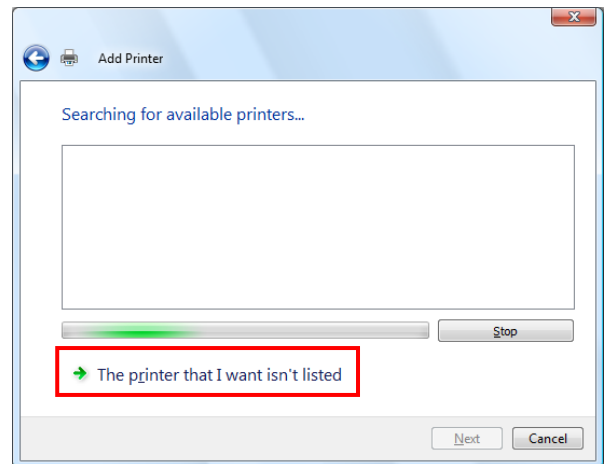 Add Printer
Searching for available printers...
Stop
The printer that I want isn't listed
Next
Cancel